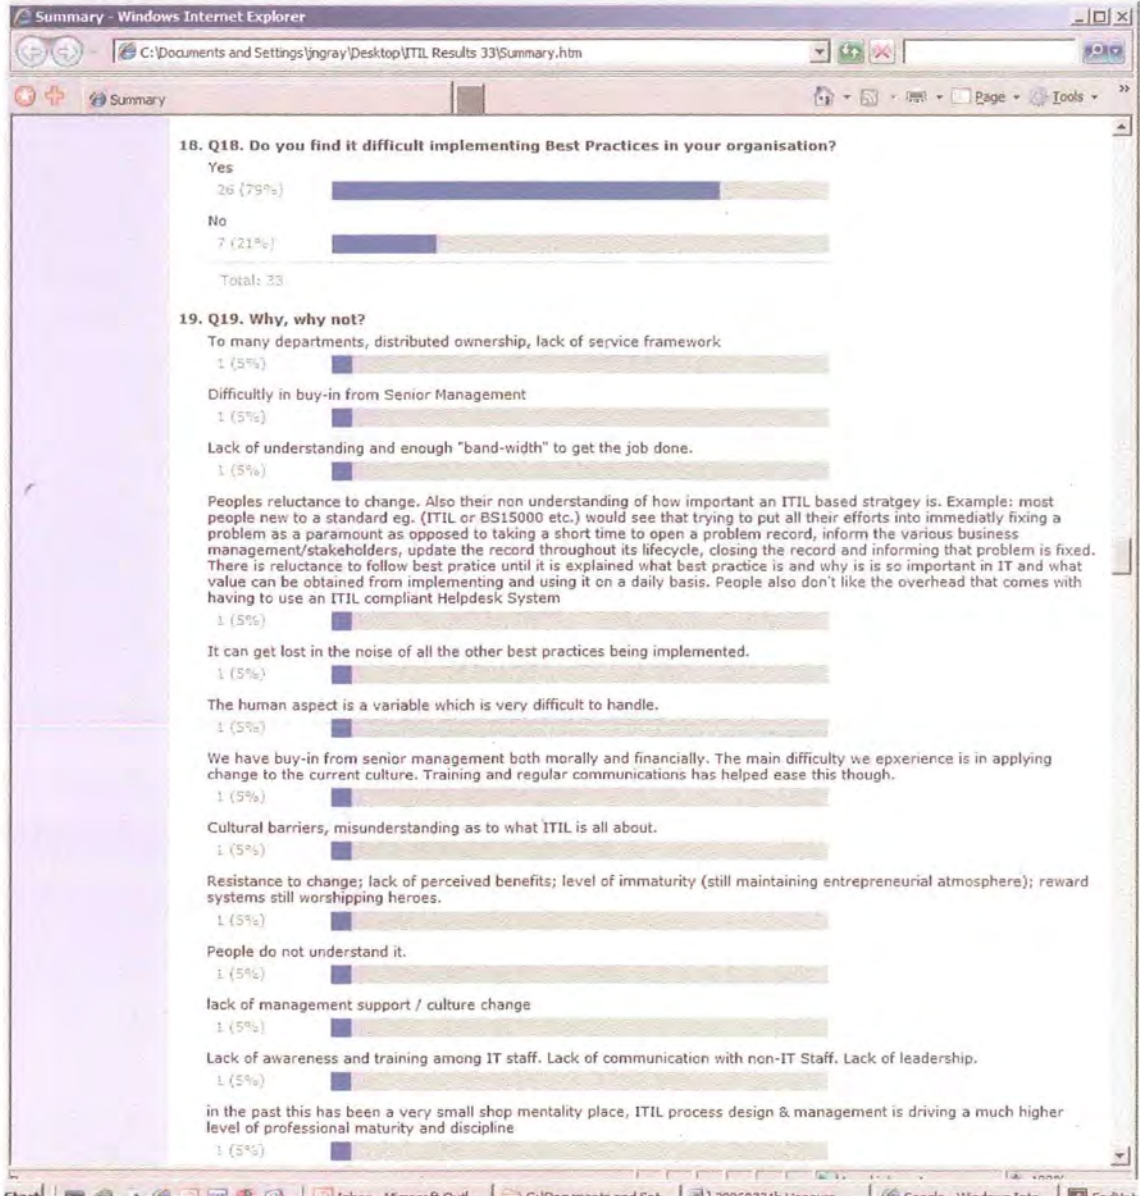 Summary - Windows Internet Explorer
C:\Documents and Settings\jngray\Desktop\ITIL Results 33\Summary.htm
Summary
Page
Tools
18. Q18. Do you find it difficult implementing Best Practices in your organisation?
Yes
26 (79%)
No
7 (21%)
Total: 33
19. Q19. Why, why not?
To many departments, distributed ownership, lack of service framework
1 (5%)
Difficultly in buy-in from Senior Management
1 (5%)
Lack of understanding and enough "band-width" to get the job done.
1 (5%)
Peoples reluctance to change. Also their non understanding of how important an ITIL based stratgey is. Example: most
people new to a standard eg. (ITIL or BS15000 etc.) would see that trying to put all their efforts into immediatly fixing a
problem as a paramount as opposed to taking a short time to open a problem record, inform the various business
management/stakeholders, update the record throughout its lifecycle, closing the record and informing that problem is fixed.
There is reluctance to follow best pratice until it is explained what best practice is and why is is so important in IT and what
value can be obtained from implementing and using it on a daily basis. People also don't like the overhead that comes with
having to use an ITIL compliant Helpdesk System
1 (5%)
It can get lost in the noise of all the other best practices being implemented.
1 (5%)
The human aspect is a variable which is very difficult to handle.
1 (5%)
We have buy-in from senior management both morally and financially. The main difficulty we epxerience is in applying
change to the current culture. Training and regular communications has helped ease this though.
1 (5%)
Cultural barriers, misunderstanding as to what ITIL is all about.
1 (5%)
Resistance to change; lack of perceived benefits; level of immaturity (still maintaining entrepreneurial atmosphere); reward
systems still worshipping heroes.
1 (5%)
People do not understand it.
1 (5%)
lack of management support / culture change
1 (5%)
Lack of awareness and training among IT staff. Lack of communication with non-IT Staff. Lack of leadership.
1 (5%)
in the past this has been a very small shop mentality place, ITIL process design & management is driving a much higher
level of professional maturity and discipline
1 (5%)